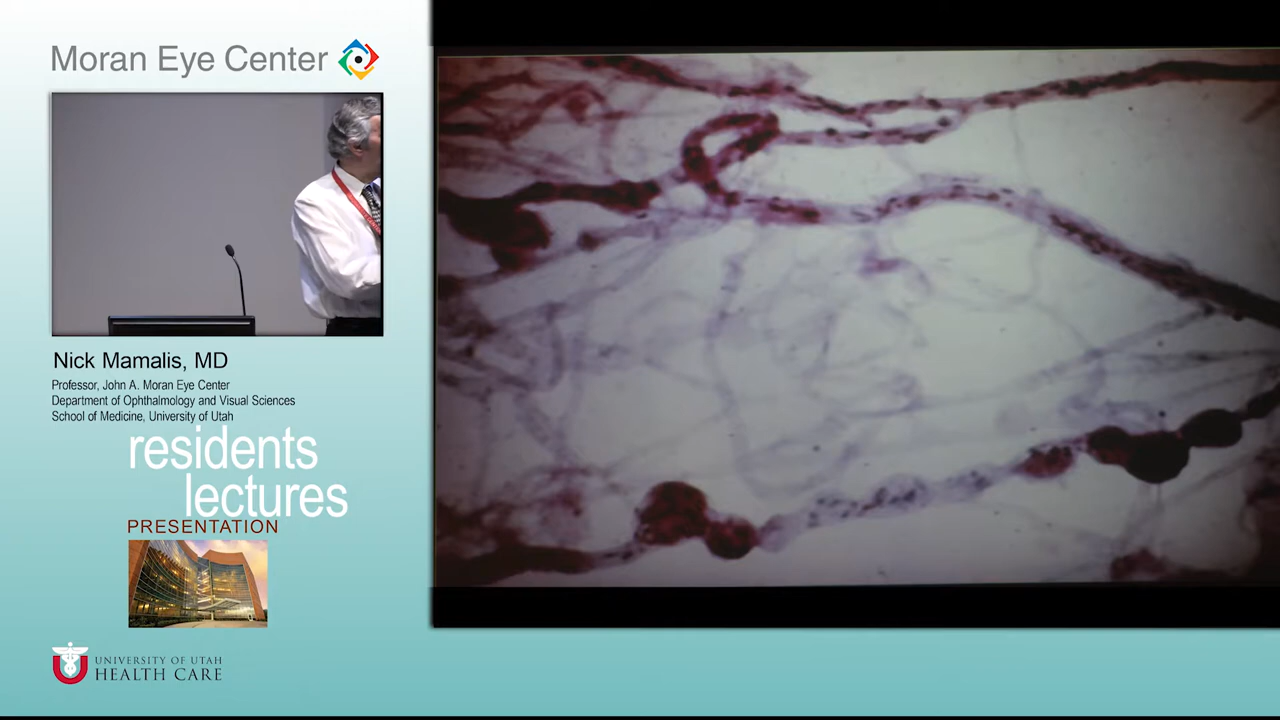 Moran Eye Center
Nick Mamalis, MD
Professor, John A. Moran Eye Center
Department of Ophthalmology and Visual Sciences
School of Medicine, University of Utah
residents
lectures
PRESENTATION
UNIVERSITY OF UTAH
HEALTH CARE